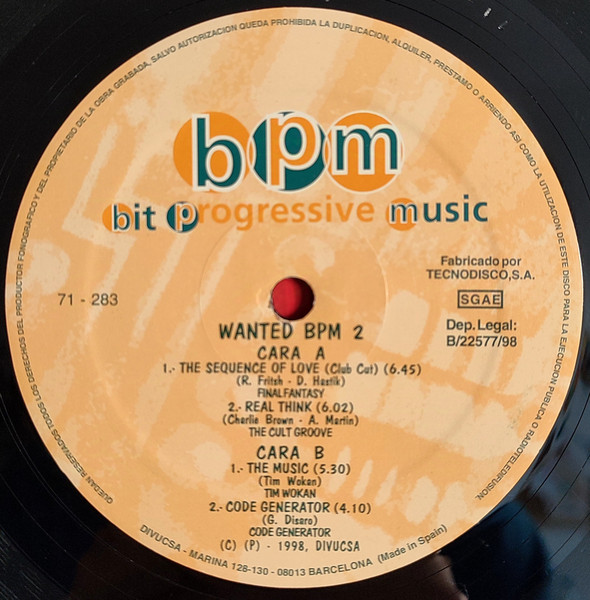 QUEDAN RESERVADOS TODOS LOS DERECHOS DEL PRODUCTOR FONOGRAFICO Y DEL PROPIETARIO DE LA OBRA GRABADA, SALVO AUTORIZACION QUEDA PROHIBIDA LA DUPLICACION, ALQUILER, PRESTAMO O ARRIENDO ASI COMO LA UTILIZACION DE ESTE DISCO PARA LA EJECUCION PUBLICA O RADIOTELEDIFUSION.
bpm
bit progressive music
Fabricado por
TECNODISCO,S.A.
71 - 283
SGAE
Dep.Legal:
B/22577/98
WANTED BPM 2
CARA A
1.- THE SEQUENCE OF LOVE (Club Cut) (6.45)
(R. Fritsh - D. Hastik)
FINAL FANTASY
2.- REAL THINK (6.02)
(Charlie Brown - A. Martin)
THE CULT GROOVE
CARA B
1.- THE MUSIC (5.30)
(Tim Wokan)
TIM WOKAN
2.- CODE GENERATOR (4.10)
(G. Disaro)
CODE GENERATOR
(C) (P) - 1998, DIVUCSA
DIVUCSA - MARINA 128-130 - 08013 BARCELONA (Made in Spain)